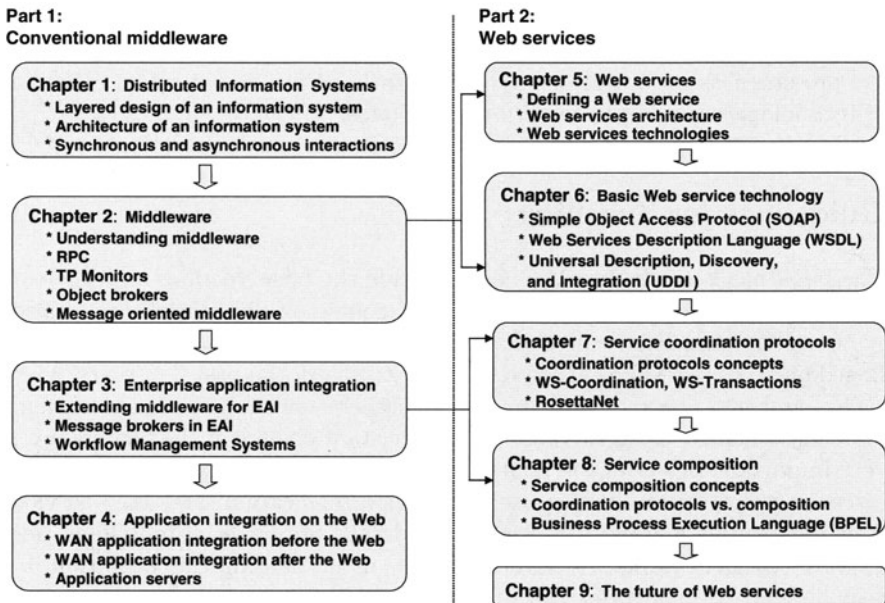 Part 1:
Conventional middleware
Chapter 1: Distributed Information Systems
* Layered design of an information system
* Architecture of an information system
* Synchronous and asynchronous interactions
Chapter 2: Middleware
* Understanding middleware
* RPC
* TP Monitors
* Object brokers
* Message oriented middleware
Chapter 3: Enterprise application integration
* Extending middleware for EAI
* Message brokers in EAI
* Workflow Management Systems
Chapter 4: Application integration on the Web
* WAN application integration before the Web
* WAN application integration after the Web
* Application servers
Part 2:
Web services
Chapter 5: Web services
* Defining a Web service
* Web services architecture
* Web services technologies
Chapter 6: Basic Web service technology
* Simple Object Access Protocol (SOAP)
* Web Services Description Language (WSDL)
* Universal Description, Discovery,
and Integration (UDDI )
Chapter 7: Service coordination protocols
* Coordination protocols concepts
* WS-Coordination, WS-Transactions
* RosettaNet
Chapter 8: Service composition
* Service composition concepts
* Coordination protocols vs. composition
* Business Process Execution Language (BPEL)
Chapter 9: The future of Web services